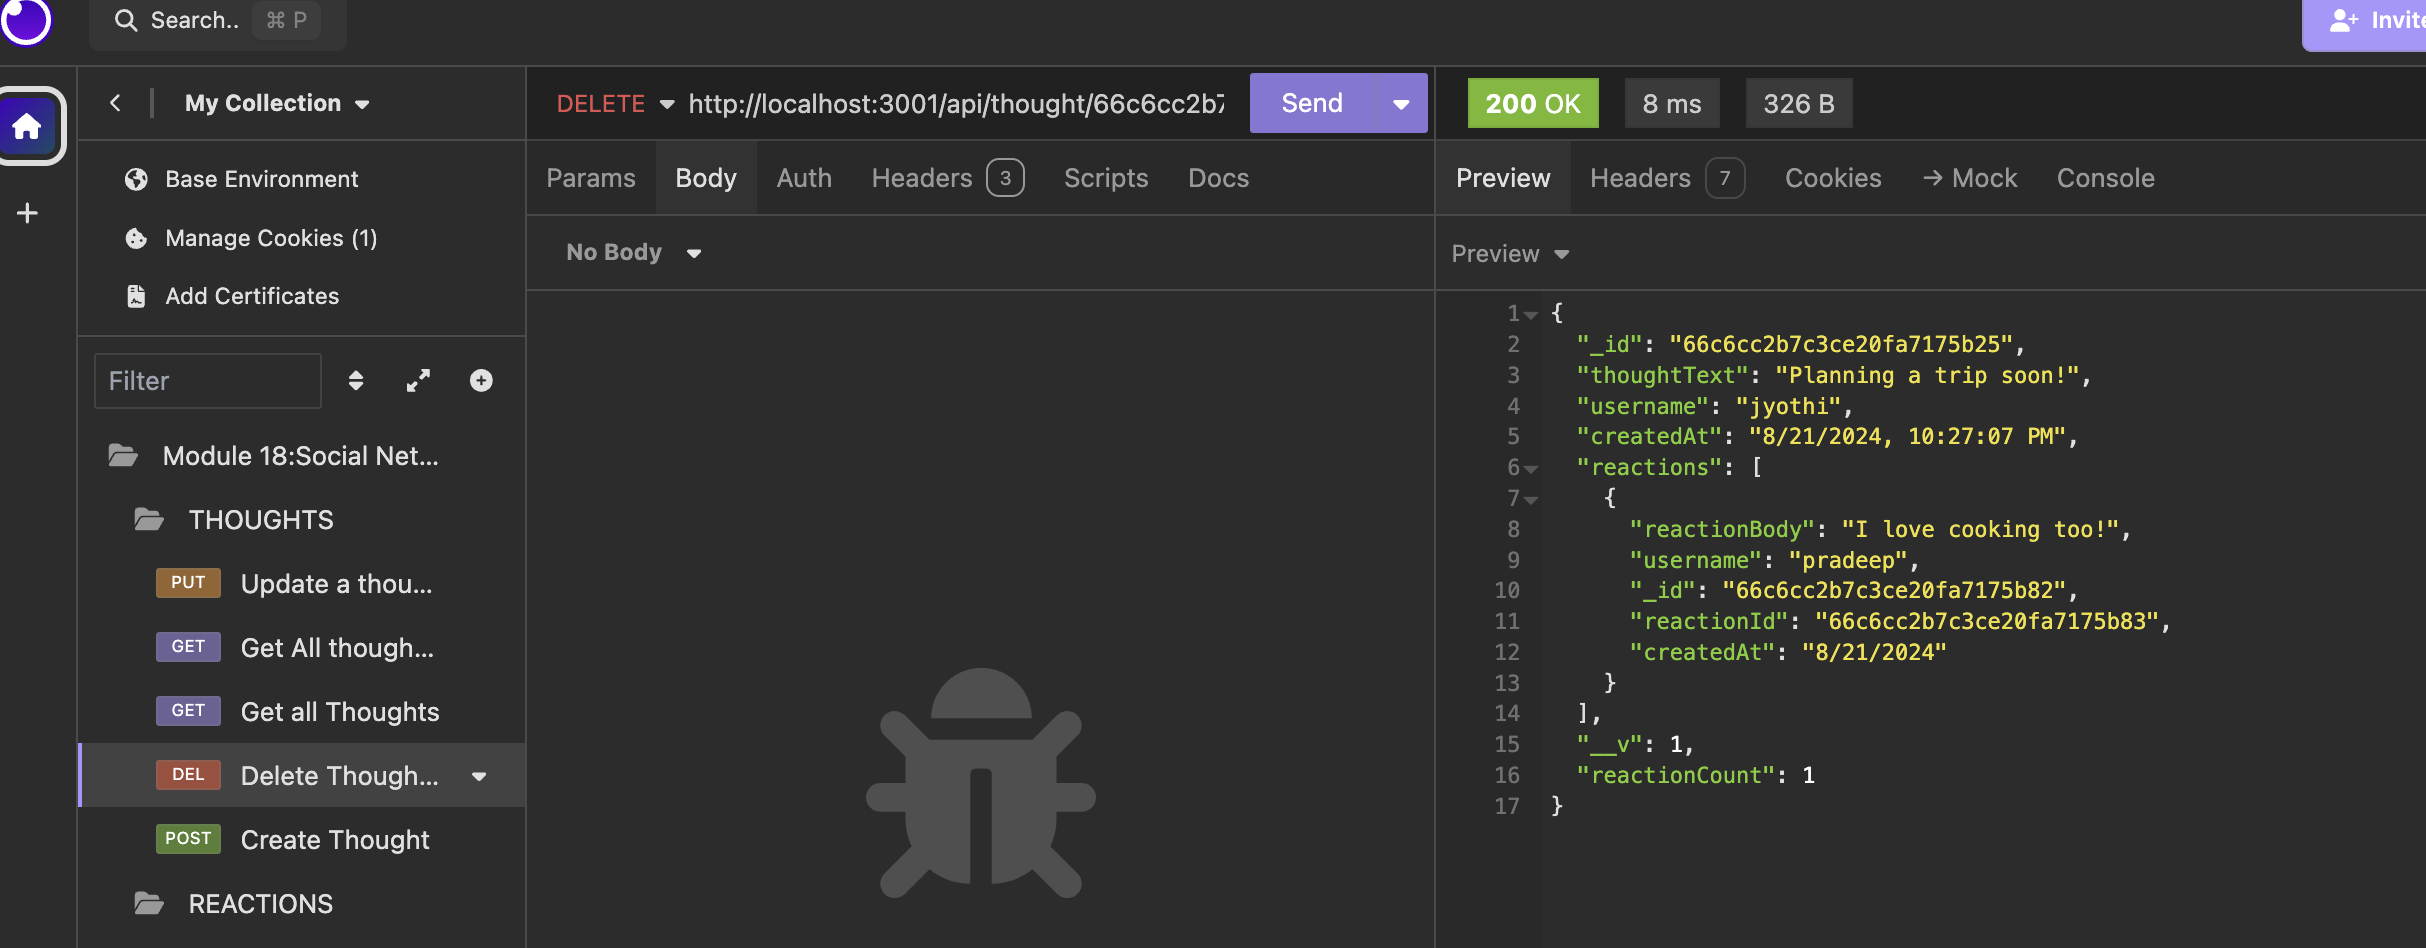 Search.. ⌘ P
Invite
My Collection
Base Environment
Manage Cookies (1)
Add Certificates
Filter
Module 18:Social Net...
THOUGHTS
PUT Update a thou...
GET Get All though...
GET Get all Thoughts
DEL Delete Though...
POST Create Thought
REACTIONS
DELETE http://localhost:3001/api/thought/66c6cc2b7 Send
Params Body Auth Headers 3 Scripts Docs
No Body
200 OK 8 ms 326 B
Preview Headers 7 Cookies → Mock Console
Preview
1 {
2 "_id": "66c6cc2b7c3ce20fa7175b25",
3 "thoughtText": "Planning a trip soon!",
4 "username": "jyothi",
5 "createdAt": "8/21/2024, 10:27:07 PM",
6 "reactions": [
7 {
8 "reactionBody": "I love cooking too!",
9 "username": "pradeep",
10 "_id": "66c6cc2b7c3ce20fa7175b82",
11 "reactionId": "66c6cc2b7c3ce20fa7175b83",
12 "createdAt": "8/21/2024"
13 }
14 ],
15 "__v": 1,
16 "reactionCount": 1
17 }